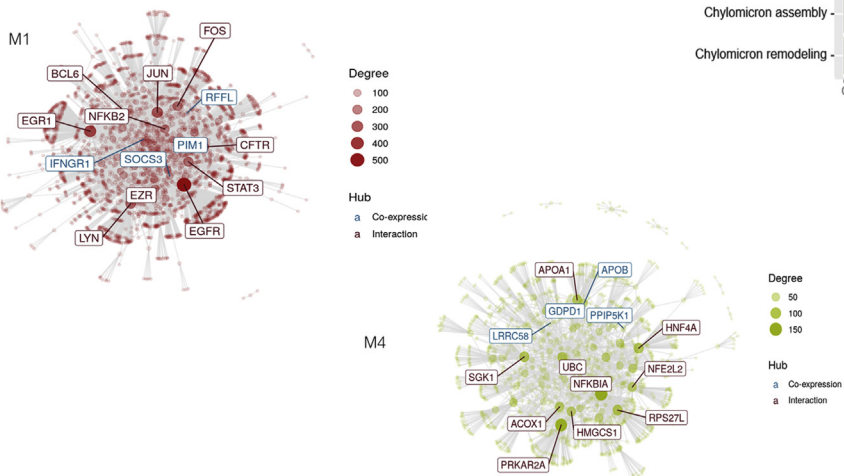 M1
FOS
BCL6
JUN
RFFL
EGR1
NFKB2
PIM1
CFTR
IFNGR1
SOCS3
STAT3
EZR
LYN
EGFR
Degree
100
200
300
400
500
Hub
a Co-expressic
a Interaction
Chylomicron assembly
Chylomicron remodeling
M4
APOA1
APOB
GDPD1
PPIP5K1
LRRC58
HNF4A
UBC
NFE2L2
SGK1
NFKBIA
RPS27L
ACOX1
HMGCS1
PRKAR2A
Degree
50
100
150
Hub
a Co-expression
a Interaction